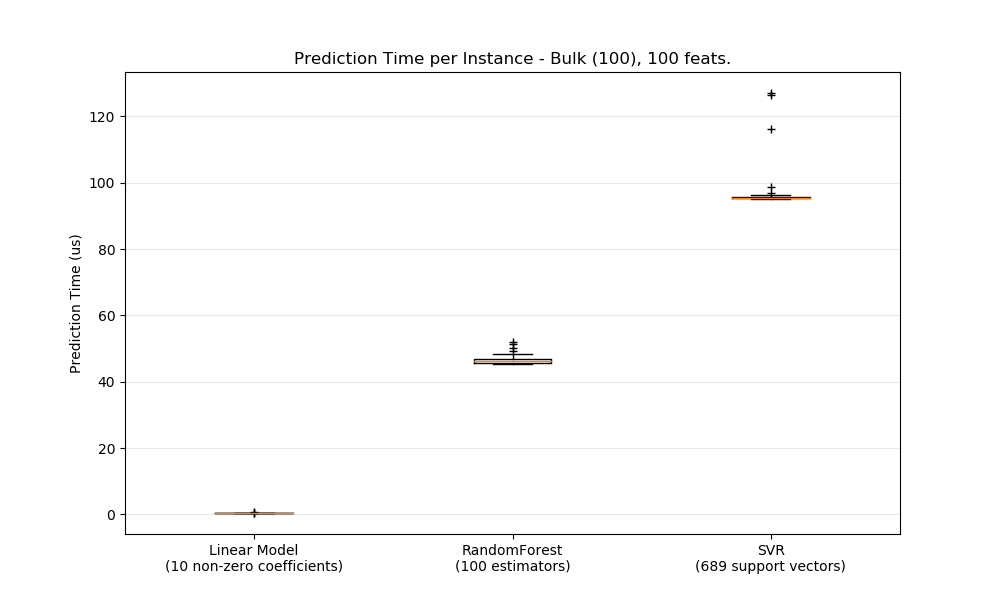 Prediction Time per Instance - Bulk (100), 100 feats.
Prediction Time (us)
120
100
80
60
40
20
0
Linear Model
(10 non-zero coefficients)
RandomForest
(100 estimators)
SVR
(689 support vectors)